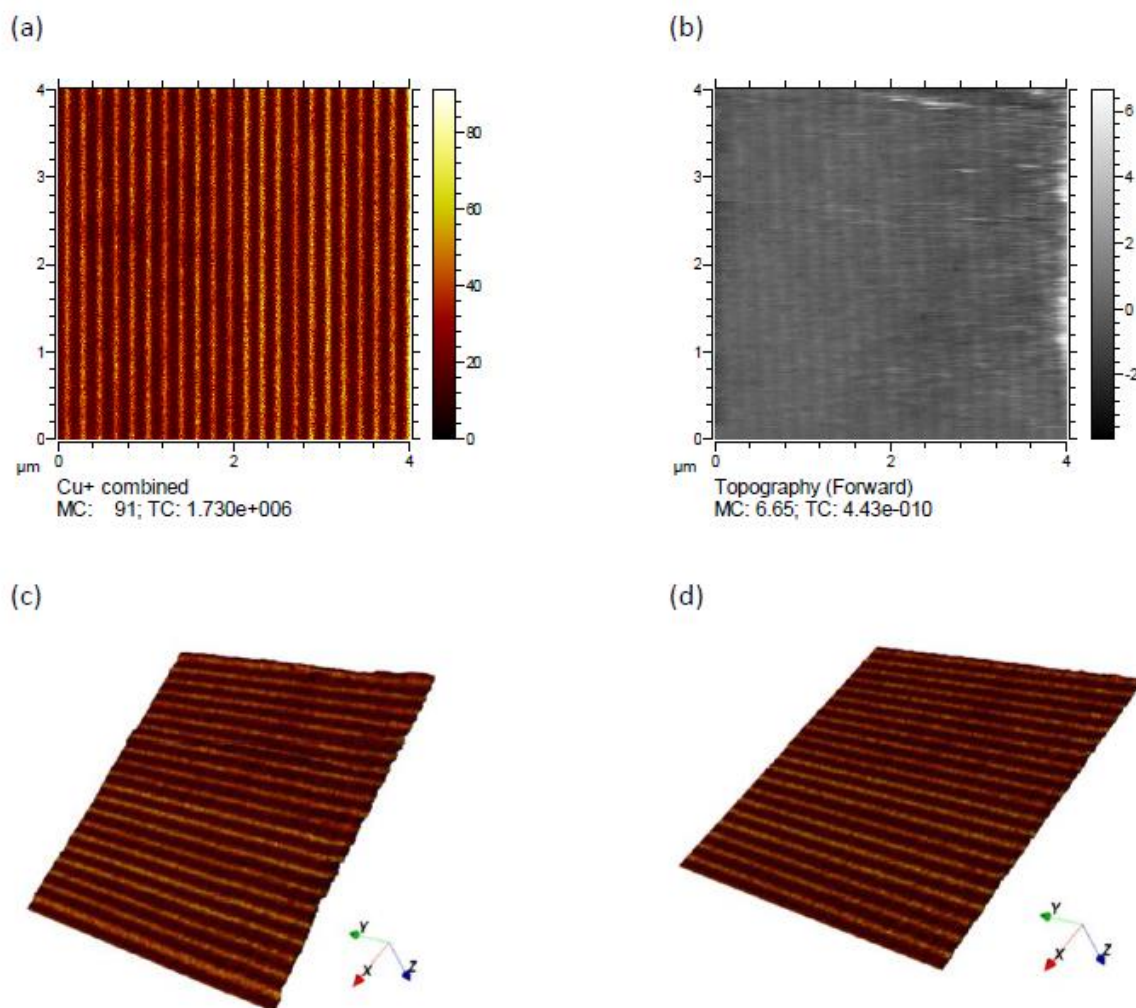 (a)
4
3
2
1
0
µm
0
2
4
80
60
40
20
0
Cu+ combined
MC: 91; TC: 1.730e+006
(b)
4
3
2
1
0
µm
0
2
4
6
4
2
0
-2
Topography (Forward)
MC: 6.65; TC: 4.43e-010
(c)
Y
X
Z
(d)
Y
X
Z